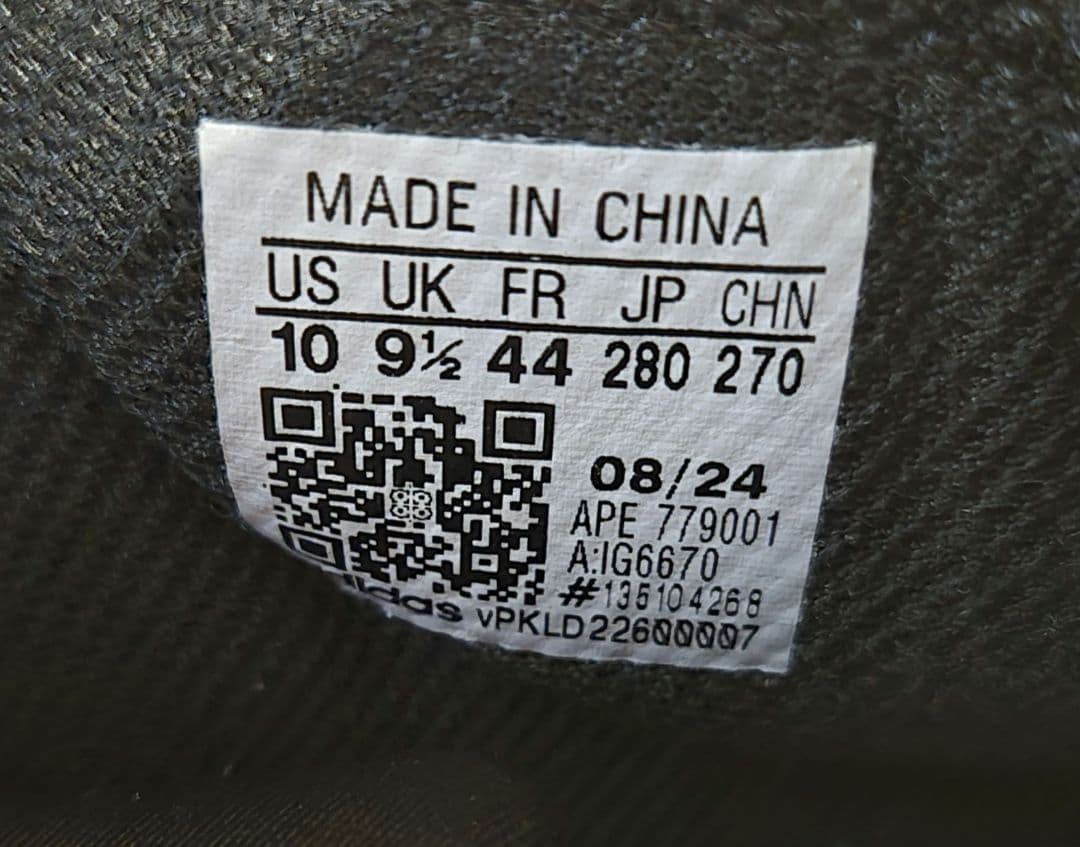 MADE IN CHINA
US UK FR JP CHN
10 9½ 44 280 270
08/24
APE 779001
A:IG6670
#135104268
adidas vPKLD22600007